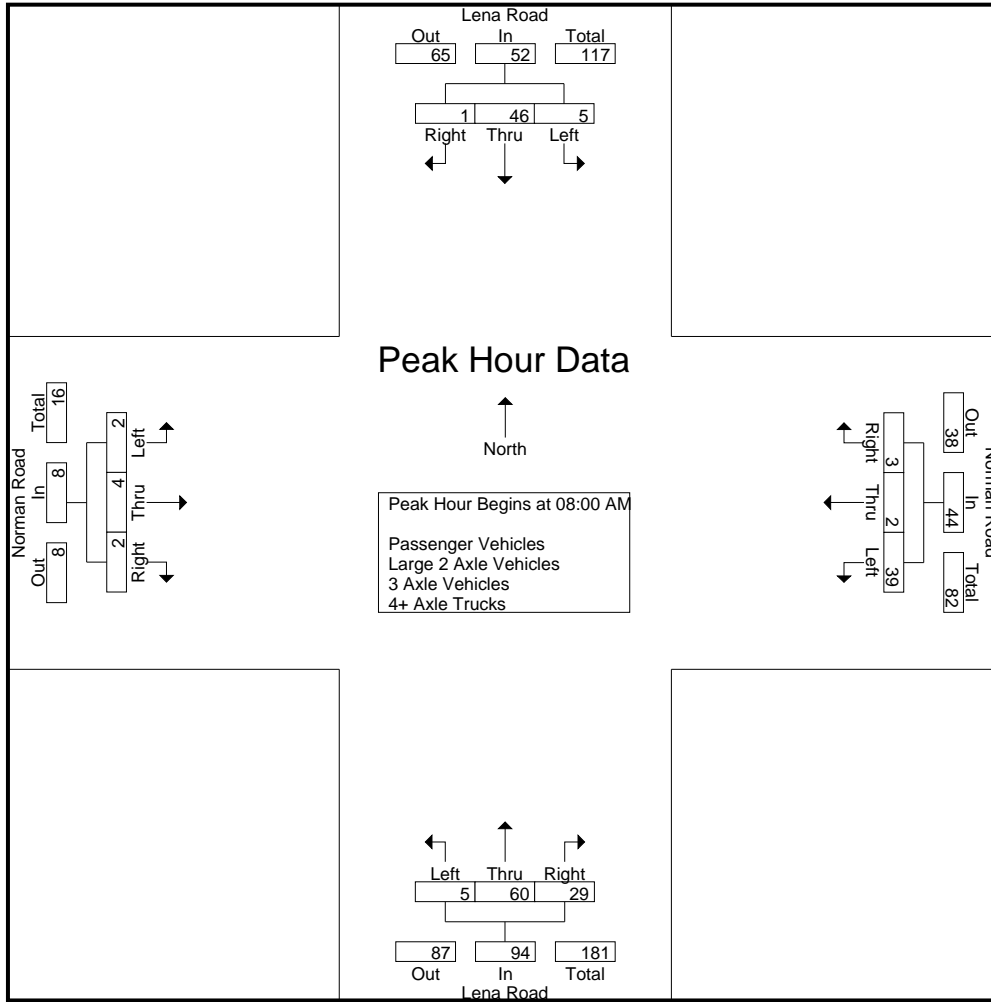 Lena Road
Out In Total
65 52 117
1 46 5
Right Thru Left
Peak Hour Data
North
Peak Hour Begins at 08:00 AM
Passenger Vehicles
Large 2 Axle Vehicles
3 Axle Vehicles
4+ Axle Trucks
Norman Road
Out In Total
8 8 16
Right Thru Left
2 4 2
Norman Road
Out In Total
38 44 82
Right Thru Left
3 2 39
Left Thru Right
5 60 29
87 94 181
Out In Total
Lena Road